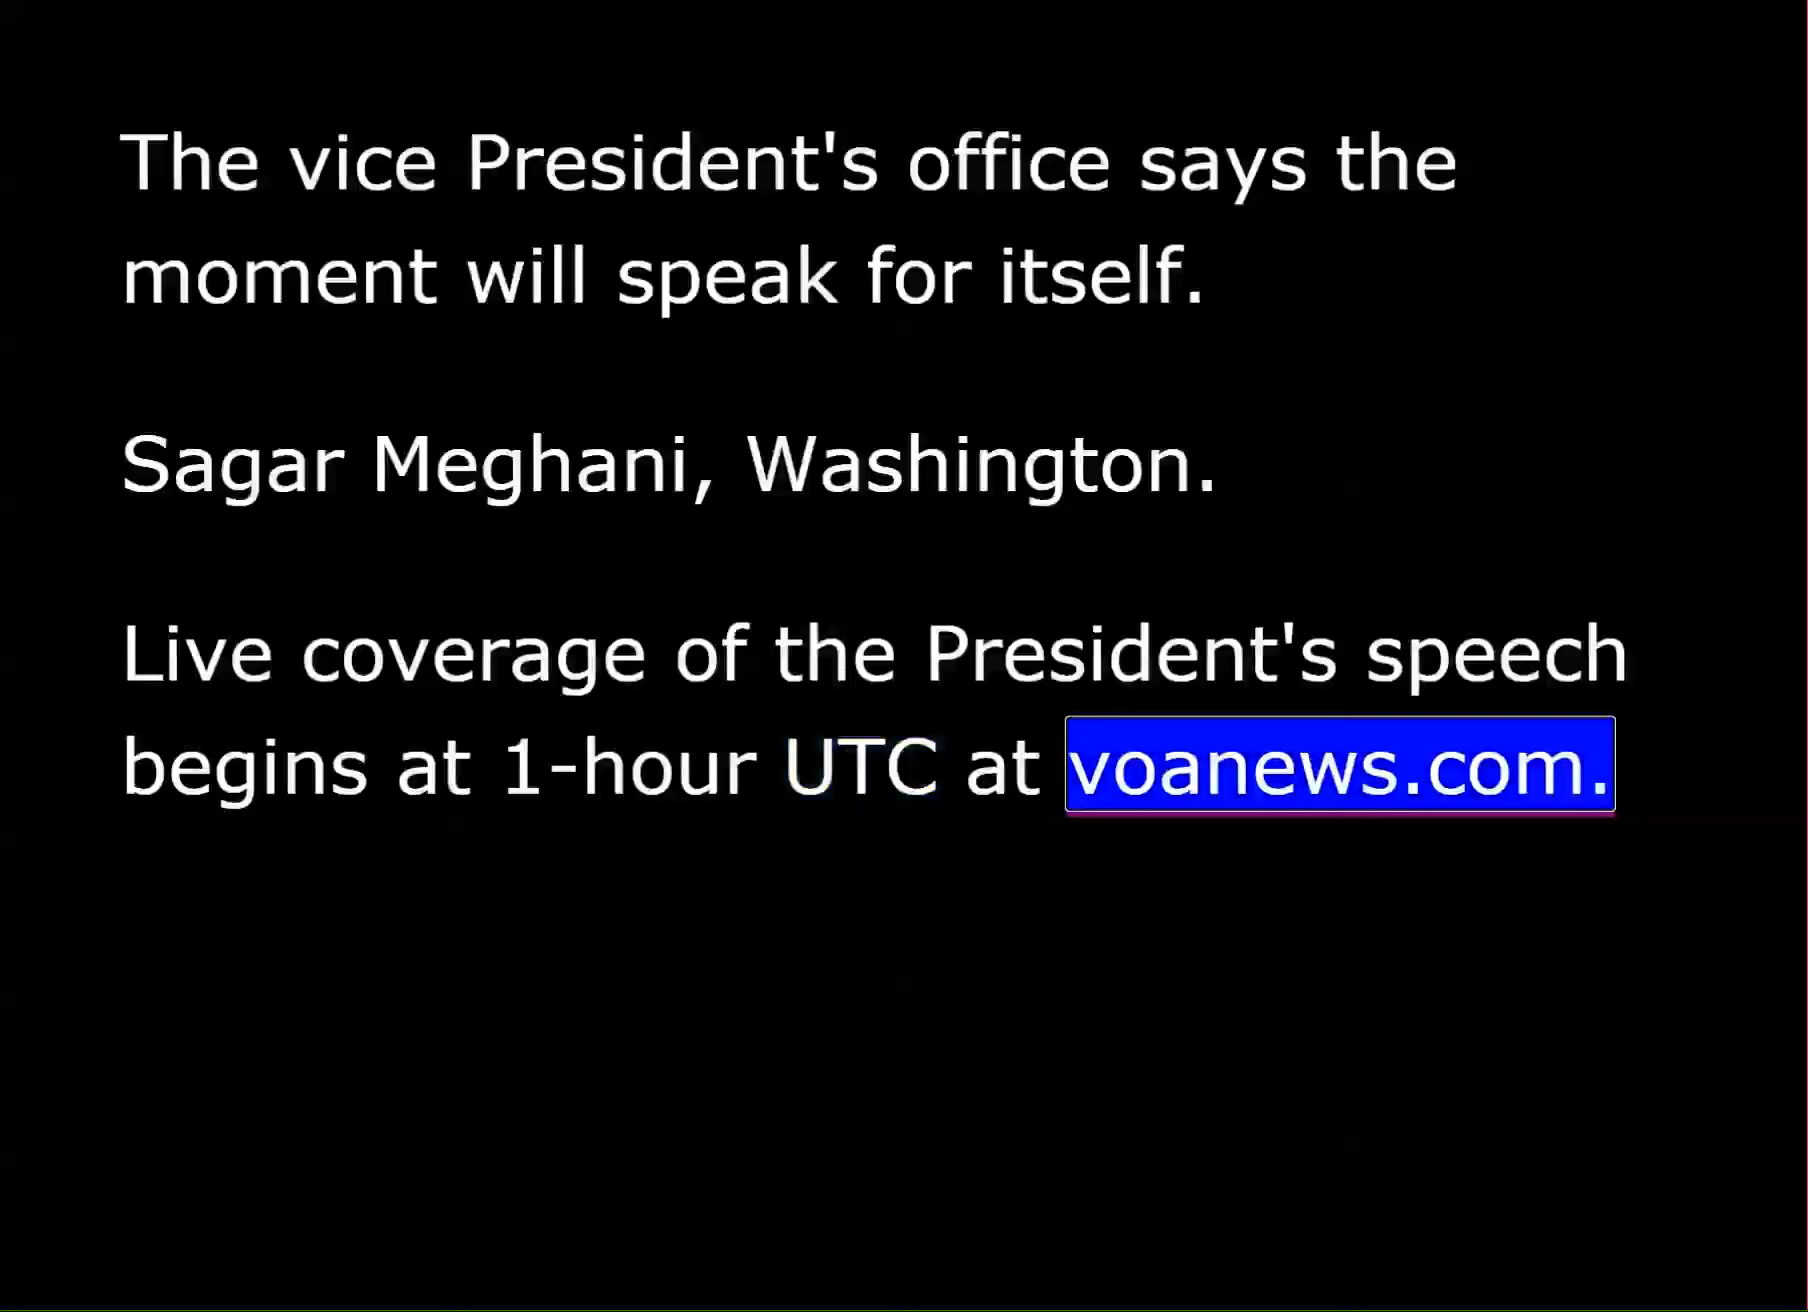 The vice President's office says the
moment will speak for itself.
Sagar Meghani, Washington.
Live coverage of the President's speech
begins at 1-hour UTC at voanews.com.